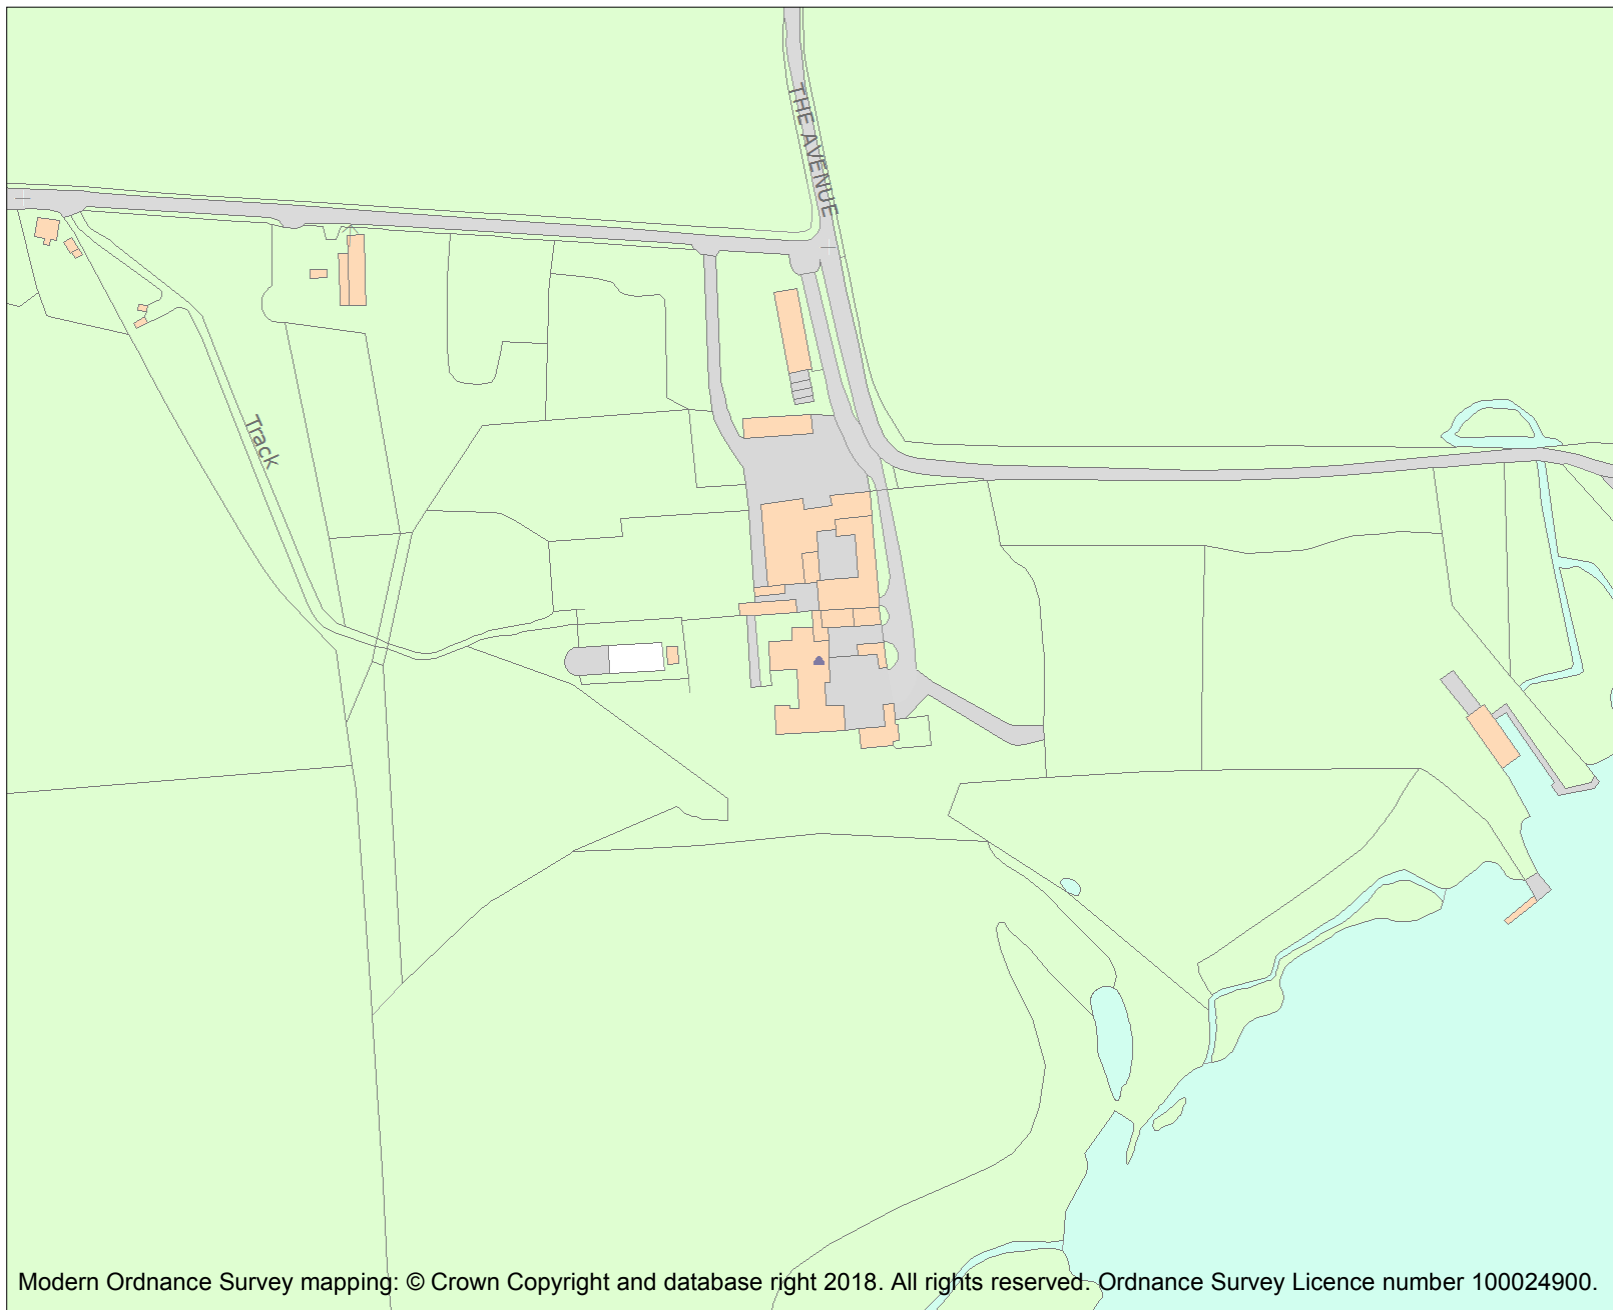 THE AVENUE
Track
Modern Ordnance Survey mapping: © Crown Copyright and database right 2018. All rights reserved. Ordnance Survey Licence number 100024900.